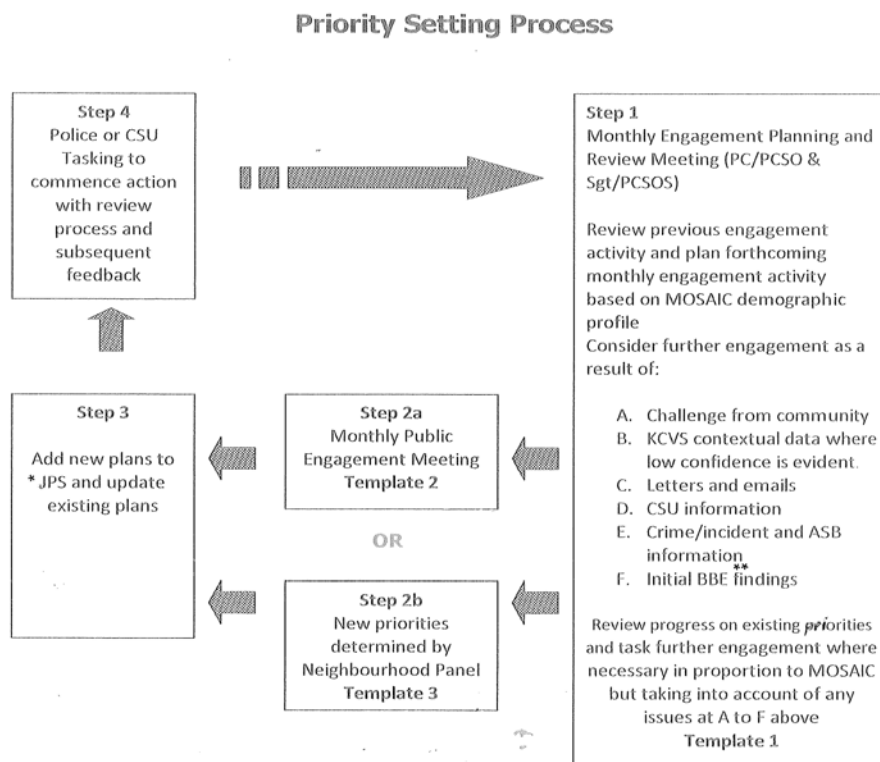 Priority Setting Process
Step 4
Police or CSU
Tasking to
commence action
with review
process and
subsequent
feedback
Step 1
Monthly Engagement Planning and
Review Meeting (PC/PCSO &
Sgt/PCSOS)
Review previous engagement
activity and plan forthcoming
monthly engagement activity
based on MOSAIC demographic
profile
Consider further engagement as a
result of:
A. Challenge from community
B. KCVS contextual data where
low confidence is evident.
C. Letters and emails
D. CSU information
E. Crime/incident and ASB
information
F. Initial BBE ** findings
Review progress on existing priorities
and task further engagement where
necessary in proportion to MOSAIC
but taking into account of any
issues at A to F above
Template 1
Step 2a
Monthly Public
Engagement Meeting
Template 2
OR
Step 2b
New priorities
determined by
Neighbourhood Panel
Template 3
Step 3
Add new plans to
* JPS and update
existing plans